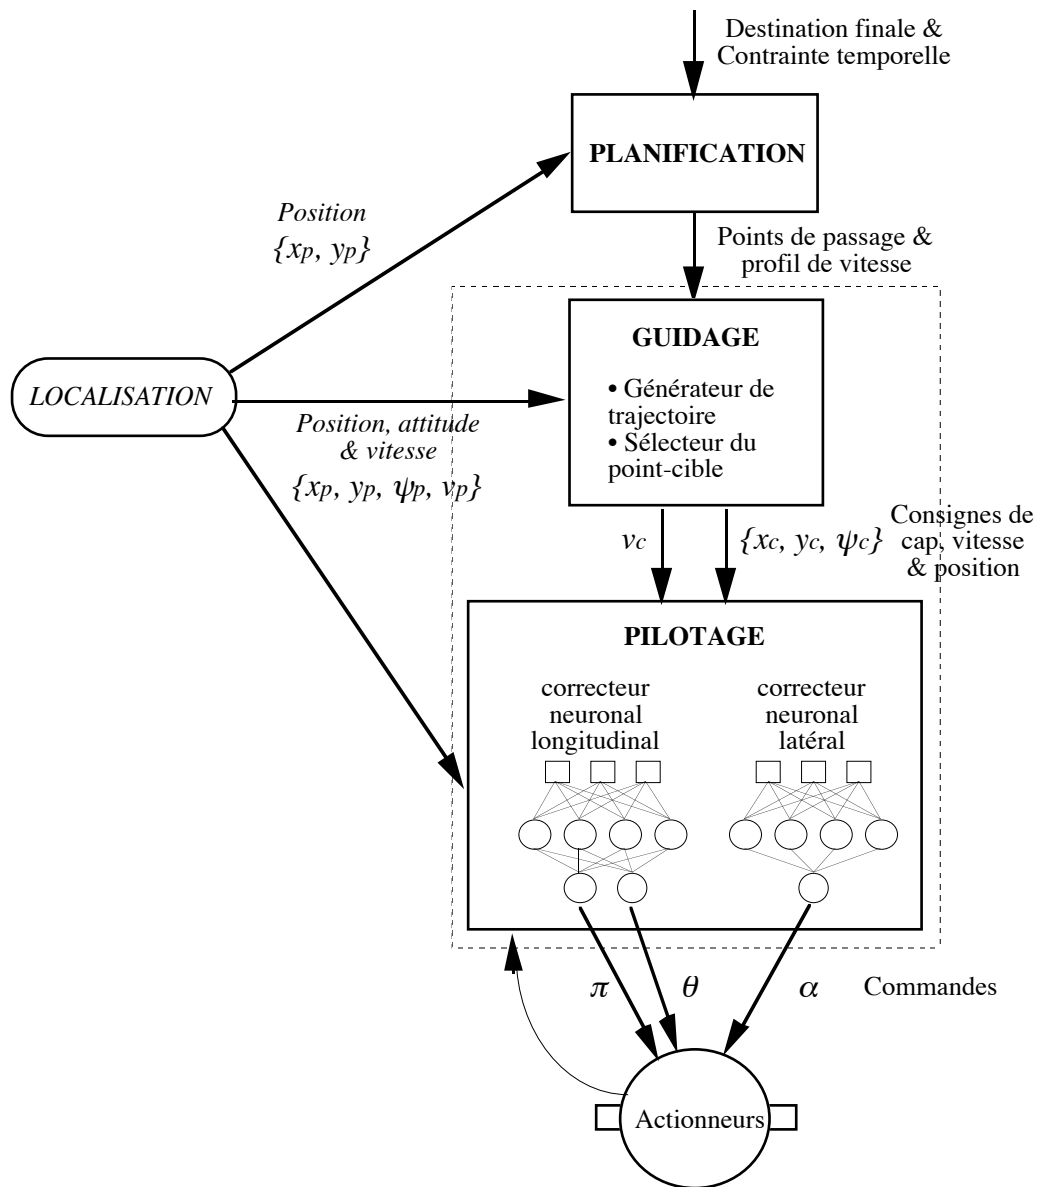 Destination finale &
Contrainte temporelle
PLANIFICATION
Position
{xp, yp}
Points de passage &
profil de vitesse
GUIDAGE
• Générateur de
trajectoire
• Sélecteur du
point-cible
LOCALISATION
Position, attitude
& vitesse
{xp, yp, ψp, vp}
vc
{xc, yc, ψc}
Consignes de
cap, vitesse
& position
PILOTAGE
correcteur
neuronal
longitudinal
correcteur
neuronal
latéral
π
θ
α
Commandes
Actionneurs